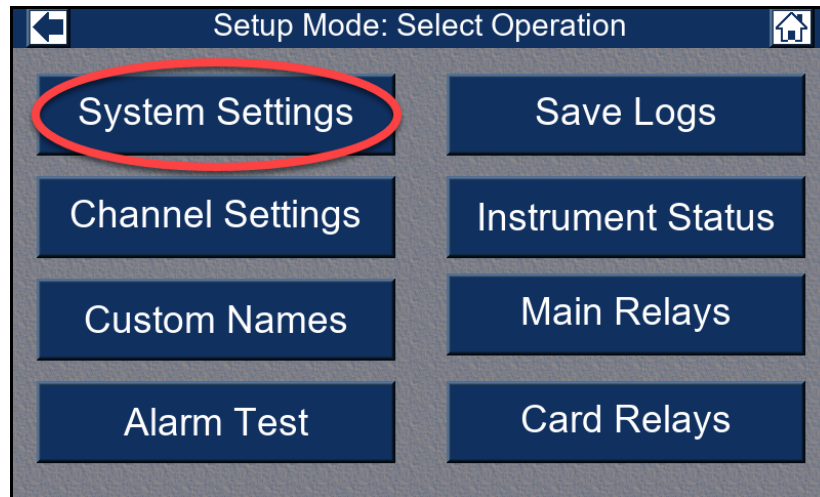 Setup Mode: Select Operation
System Settings
Save Logs
Channel Settings
Instrument Status
Custom Names
Main Relays
Alarm Test
Card Relays